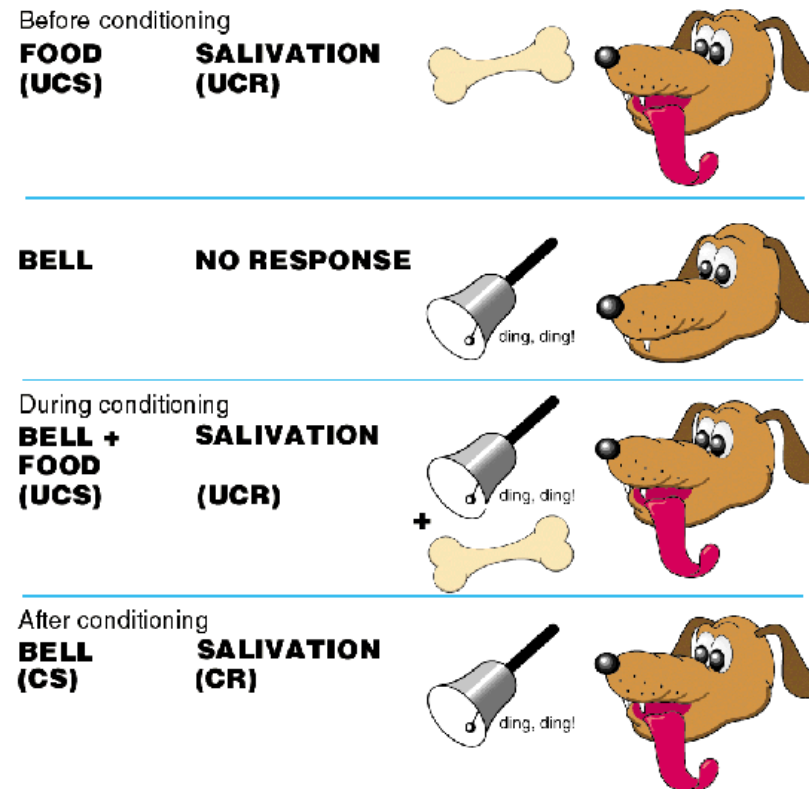 Before conditioning
FOOD SALIVATION
(UCS) (UCR)
BELL NO RESPONSE
ding, ding!
During conditioning
BELL + SALIVATION
FOOD
(UCS) (UCR)
ding, ding!
+
After conditioning
BELL SALIVATION
(CS) (CR)
ding, ding!